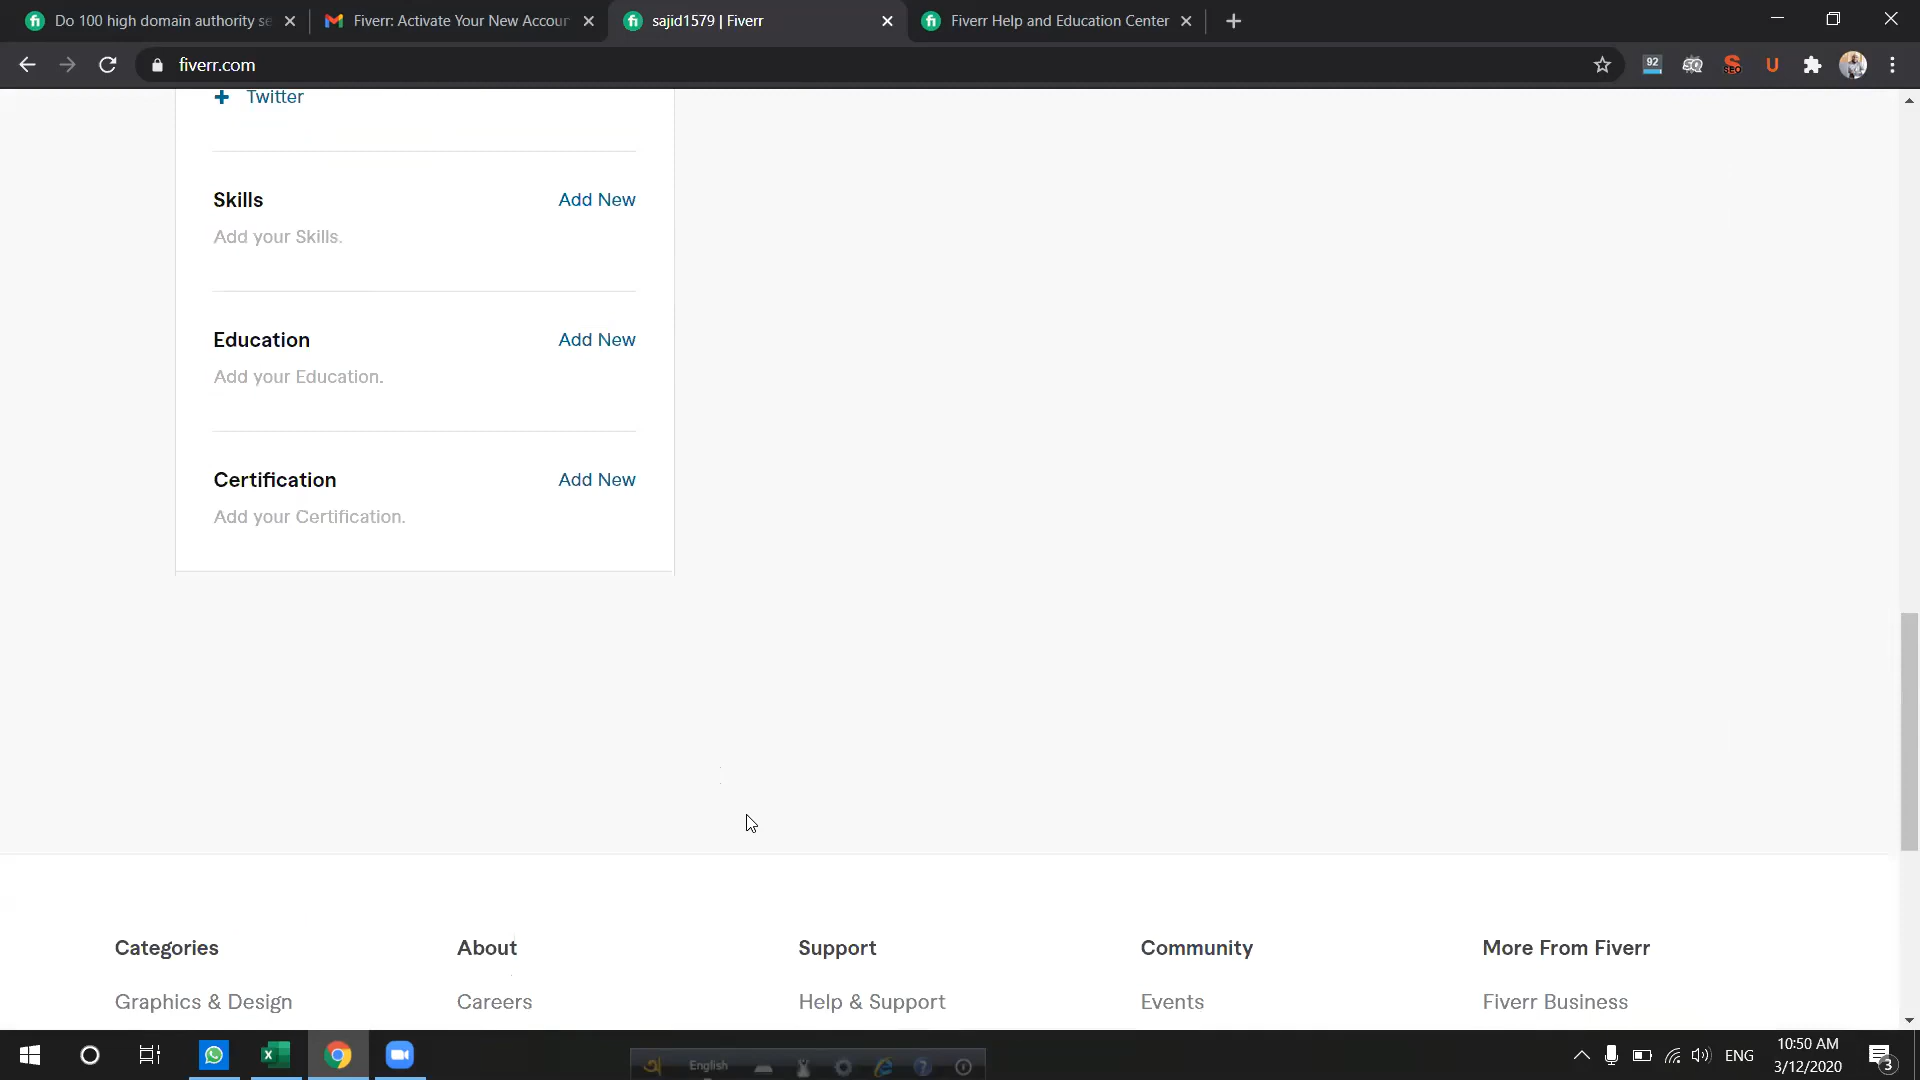 Do 100 high domain authority se
Fiverr: Activate Your New Accoun
sajid1579 | Fiverr
Fiverr Help and Education Center
fiverr.com
92
SEO
U
+ Twitter
Skills
Add New
Add your Skills.
Education
Add New
Add your Education.
Certification
Add New
Add your Certification.
Categories
About
Support
Community
More From Fiverr
Graphics & Design
Careers
Help & Support
Events
Fiverr Business
English
ENG
10:50 AM
3/12/2020
3